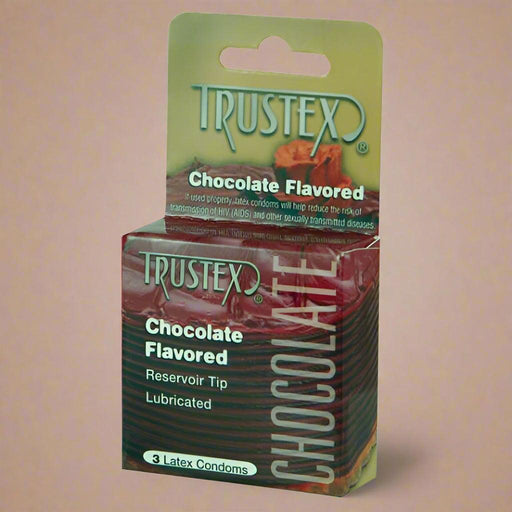 TRUSTEX®
Chocolate Flavored
If used properly, latex condoms will help reduce the risk of
transmission of HIV (AIDS) and other sexually transmitted diseases
TRUSTEX®
Chocolate
Flavored
Reservoir Tip
Lubricated
3 Latex Condoms
CHOCOLATE